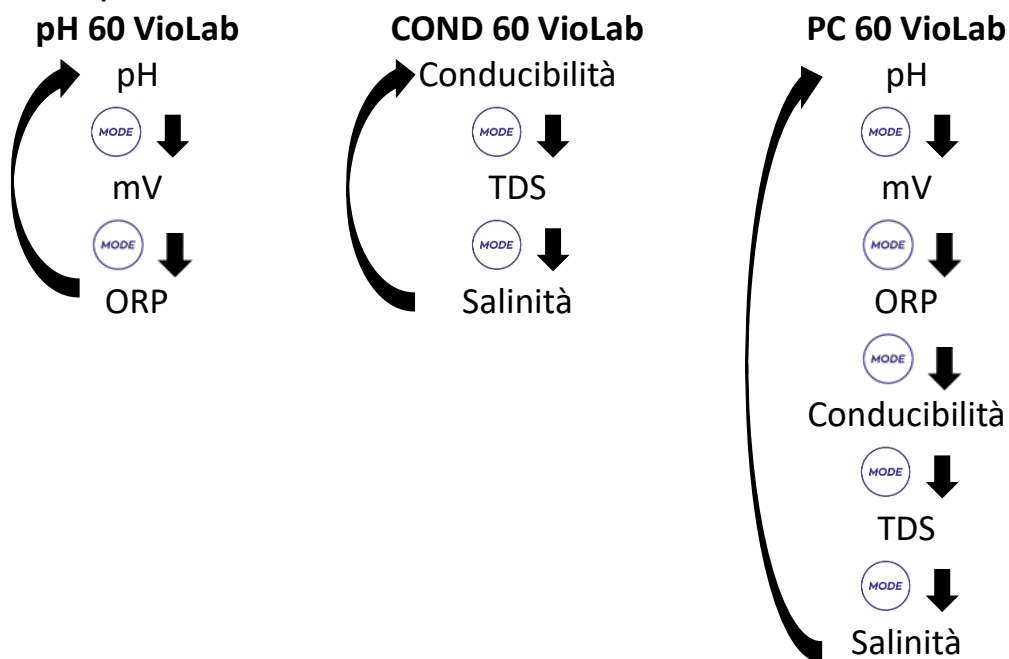 pH 60 VioLab
pH
MODE
mV
MODE
ORP
COND 60 VioLab
Conducibilità
MODE
TDS
MODE
Salinità
PC 60 VioLab
pH
MODE
mV
MODE
ORP
MODE
Conducibilità
MODE
TDS
MODE
Salinità